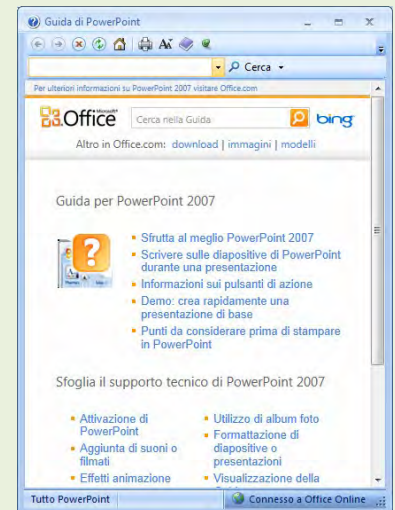 Guida di PowerPoint
Cerca
Per ulteriori informazioni su PowerPoint 2007 visitare Office.com
Microsoft®
Office
Cerca nella Guida
bing
Altro in Office.com: download | immagini | modelli
Guida per PowerPoint 2007
Sfrutta al meglio PowerPoint 2007
Scrivere sulle diapositive di PowerPoint
durante una presentazione
Informazioni sui pulsanti di azione
Demo: crea rapidamente una
presentazione di base
Punti da considerare prima di stampare
in PowerPoint
Sfoglia il supporto tecnico di PowerPoint 2007
Attivazione di
PowerPoint
Aggiunta di suoni o
filmati
Effetti animazione
Utilizzo di album foto
Formattazione di
diapositive o
presentazioni
Visualizzazione della
Tutto PowerPoint
Connesso a Office Online